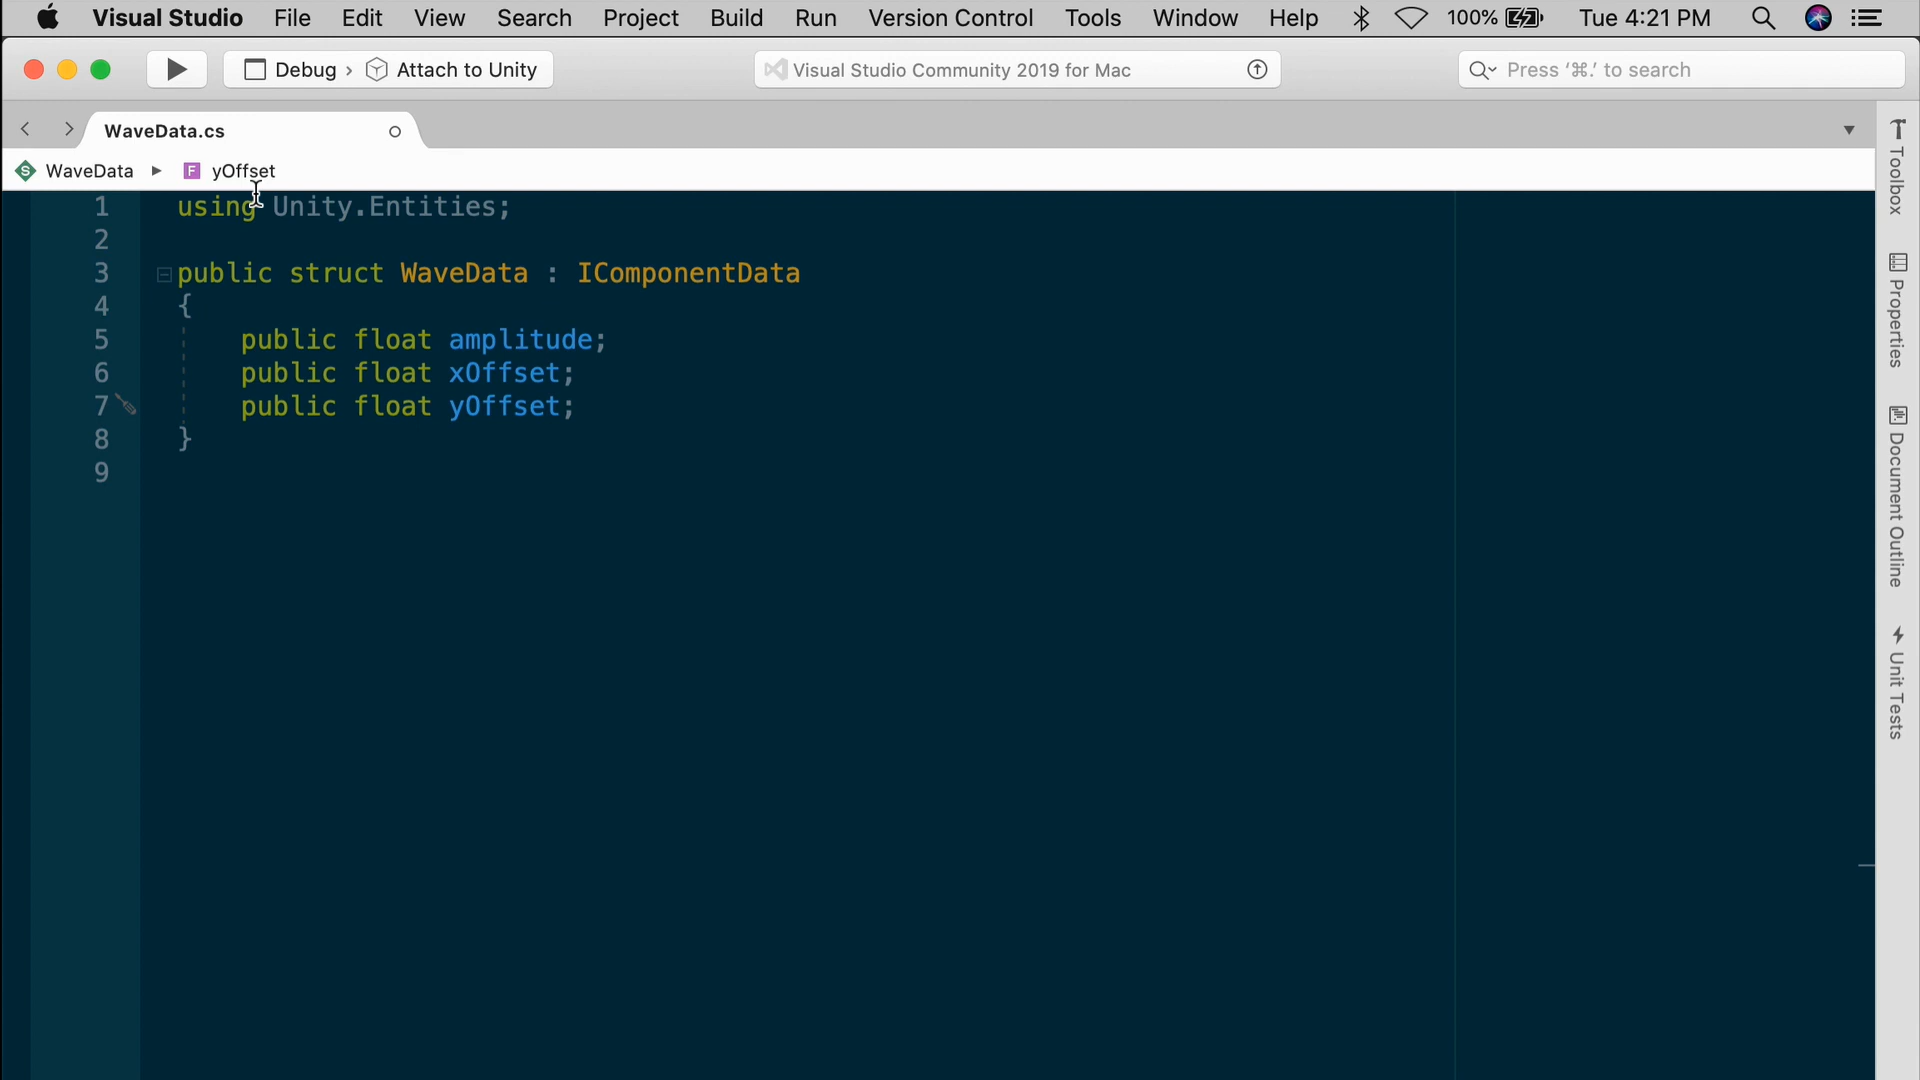 Visual Studio File Edit View Search Project Build Run Version Control Tools Window Help 100% Tue 4:21 PM
Debug › Attach to Unity Visual Studio Community 2019 for Mac Press ‘⌘.’ to search
WaveData.cs
S WaveData F yOffset
1 using Unity.Entities;
2
3 public struct WaveData : IComponentData
4 {
5 public float amplitude;
6 public float xOffset;
7 public float yOffset;
8 }
9
Toolbox
Properties
Document Outline
Unit Tests